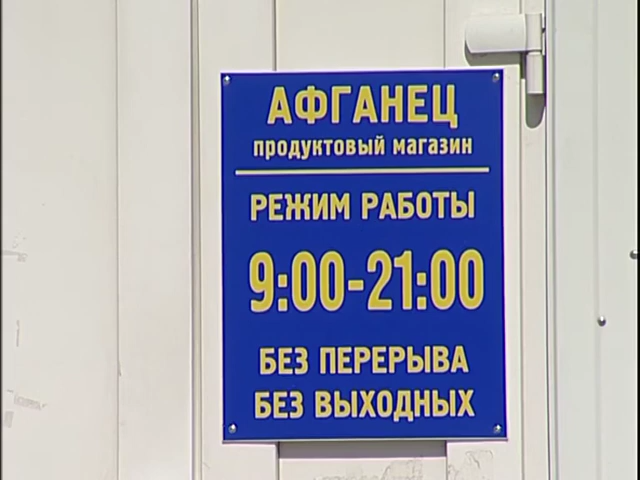 АФГАНЕЦ
продуктовый магазин
РЕЖИМ РАБОТЫ
9:00-21:00
БЕЗ ПЕРЕРЫВА
БЕЗ ВЫХОДНЫХ